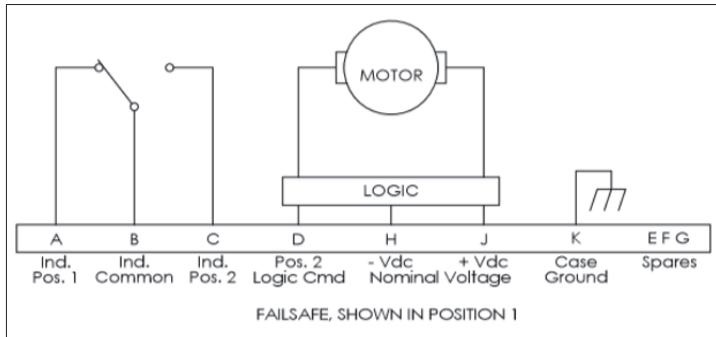 MOTOR
LOGIC
A B C D H J K E F G
Ind. Ind. Ind. Pos. 2 - Vdc + Vdc Case Spares
Pos. 1 Common Pos. 2 Logic Cmd Nominal Voltage Ground
FAILSAFE, SHOWN IN POSITION 1